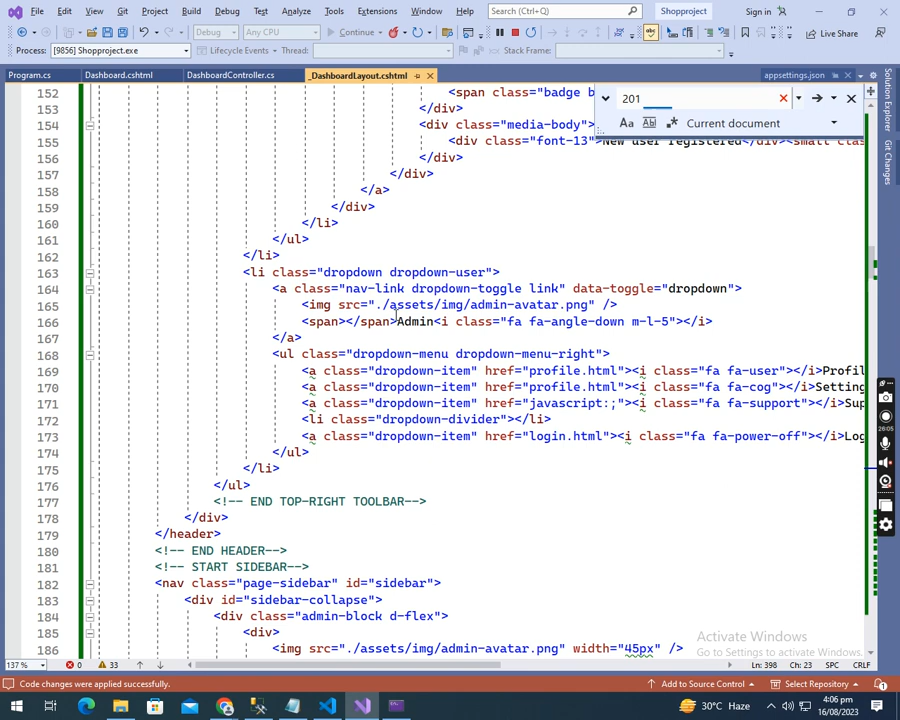 File Edit View Git Project Build Debug Test Analyze Tools Extensions Window Help Search (Ctrl+Q) Shopproject Sign in
Debug Any CPU Continue Live Share
Process: [9856] Shopproject.exe Lifecycle Events Thread: Stack Frame:
Program.cs Dashboard.cshtml DashboardController.cs _DashboardLayout.cshtml appsettings.json
201
Aa Ab Current document
Solution Explorer
Git Changes
152 <span class="badge b
153 </div>
154 <div class="media-body">
155 <div class="font-13">New user registered</div><small clas
156 </div>
157 </div>
158 </a>
159 </div>
160 </li>
161 </ul>
162 </li>
163 <li class="dropdown dropdown-user">
164 <a class="nav-link dropdown-toggle link" data-toggle="dropdown">
165 <img src="./assets/img/admin-avatar.png" />
166 <span></span>Admin<i class="fa fa-angle-down m-l-5"></i>
167 </a>
168 <ul class="dropdown-menu dropdown-menu-right">
169 <a class="dropdown-item" href="profile.html"><i class="fa fa-user"></i>Profil
170 <a class="dropdown-item" href="profile.html"><i class="fa fa-cog"></i>Setting
171 <a class="dropdown-item" href="javascript:;"><i class="fa fa-support"></i>Sup
172 <li class="dropdown-divider"></li>
173 <a class="dropdown-item" href="login.html"><i class="fa fa-power-off"></i>Log
174 </ul>
175 </li>
176 </ul>
177 <!-- END TOP-RIGHT TOOLBAR-->
178 </div>
179 </header>
180 <!-- END HEADER-->
181 <!-- START SIDEBAR-->
182 <nav class="page-sidebar" id="sidebar">
183 <div id="sidebar-collapse">
184 <div class="admin-block d-flex">
185 <div>
186 <img src="./assets/img/admin-avatar.png" width="45px" />
26:05
Activate Windows
Go to Settings to activate Windows.
137 % 0 33 Ln: 398 Ch: 23 SPC CRLF
Code changes were applied successfully. Add to Source Control Select Repository 1
30°C Haze 4:06 pm
16/08/2023